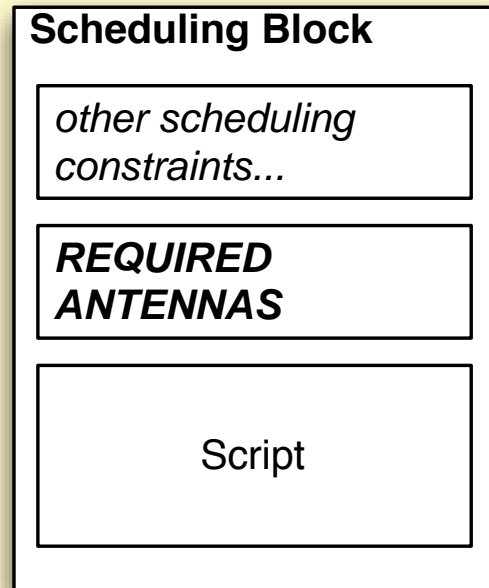 Scheduling Block
other scheduling
constraints...
REQUIRED
ANTENNAS
Script